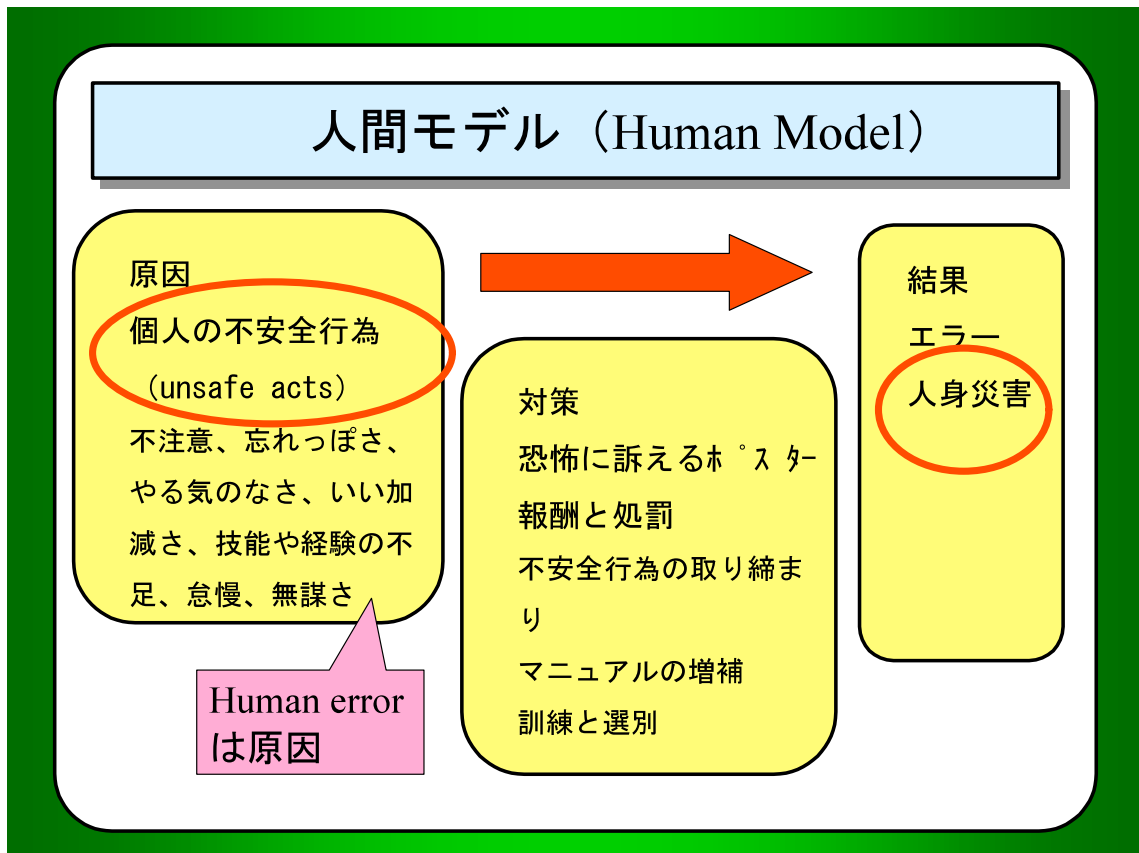 人間モデル（Human Model）
原因
個人の不安全行為
（unsafe acts）
不注意、忘れっぽさ、
やる気のなさ、いい加
減さ、技能や経験の不
足、怠慢、無謀さ
Human error
は原因
対策
恐怖に訴えるﾎﾟｽﾀｰ
報酬と処罰
不安全行為の取り締ま
り
マニュアルの増補
訓練と選別
結果
エラー
人身災害